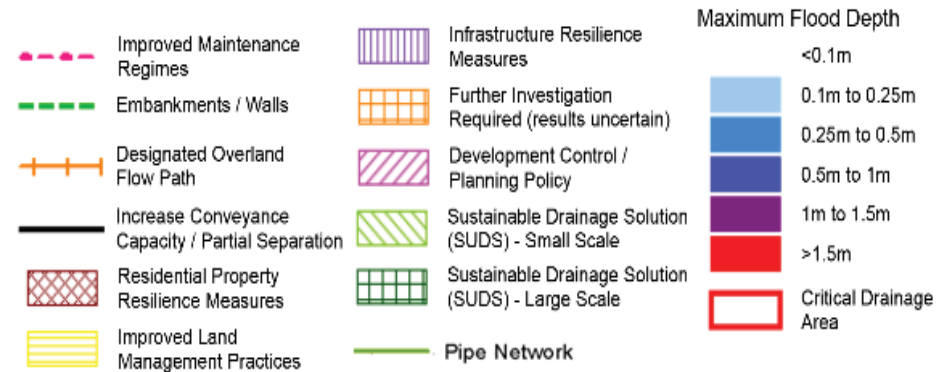 Improved Maintenance
Regimes
Embankments / Walls
Designated Overland
Flow Path
Increase Conveyance
Capacity / Partial Separation
Residential Property
Resilience Measures
Improved Land
Management Practices
Infrastructure Resilience
Measures
Further Investigation
Required (results uncertain)
Development Control /
Planning Policy
Sustainable Drainage Solution
(SUDS) - Small Scale
Sustainable Drainage Solution
(SUDS) - Large Scale
Pipe Network
Maximum Flood Depth
<0.1m
0.1m to 0.25m
0.25m to 0.5m
0.5m to 1m
1m to 1.5m
>1.5m
Critical Drainage
Area